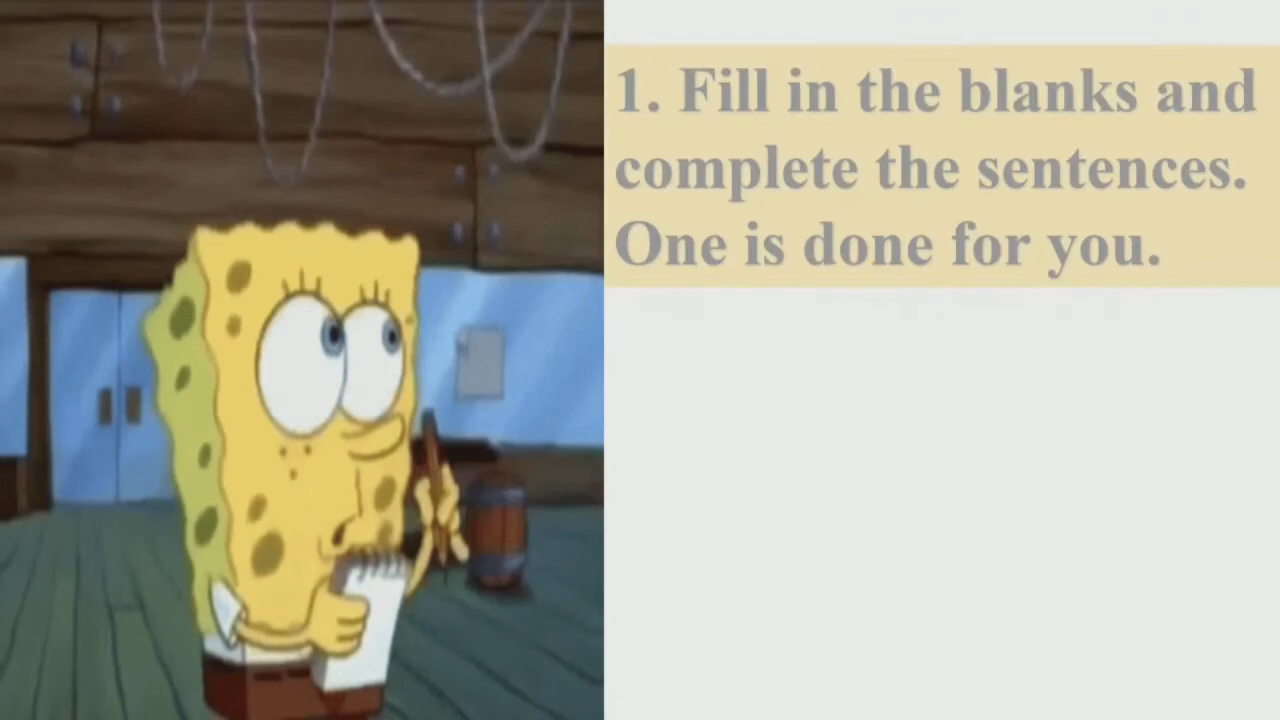 1. Fill in the blanks and
complete the sentences.
One is done for you.